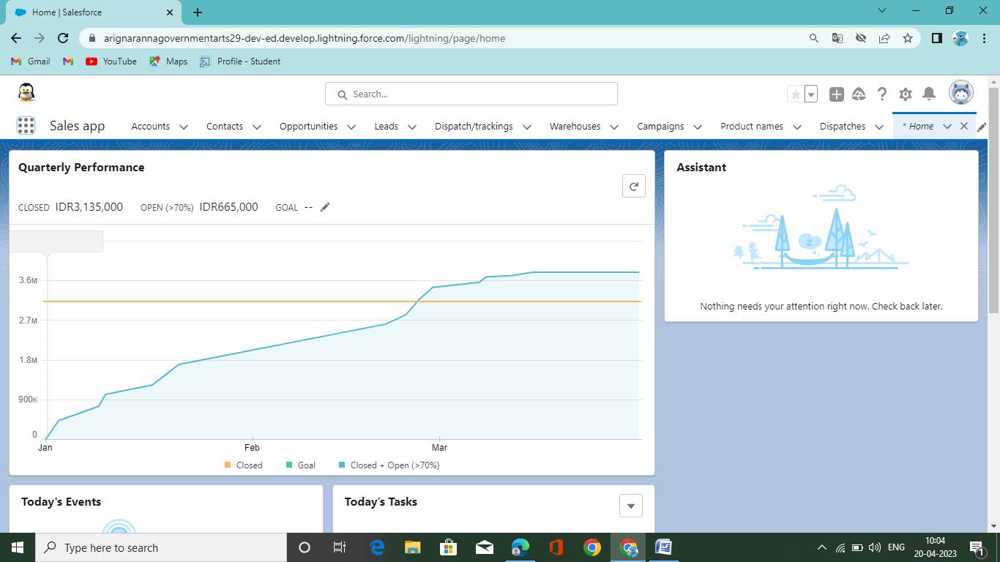 Home | Salesforce
arignarannagovernmentarts29-dev-ed.develop.lightning.force.com/lightning/page/home
Gmail YouTube Maps Profile - Student
Search...
Sales app Accounts Contacts Opportunities Leads Dispatch/trackings Warehouses Campaigns Product names Dispatches * Home
Quarterly Performance
CLOSED IDR3,135,000 OPEN (>70%) IDR665,000 GOAL --
3.6M
2.7M
1.8M
900K
0
Jan Feb Mar
Closed Goal Closed + Open (>70%)
Assistant
z
Nothing needs your attention right now. Check back later.
Today's Events
Today's Tasks
Type here to search
ENG
10:04
20-04-2023
1